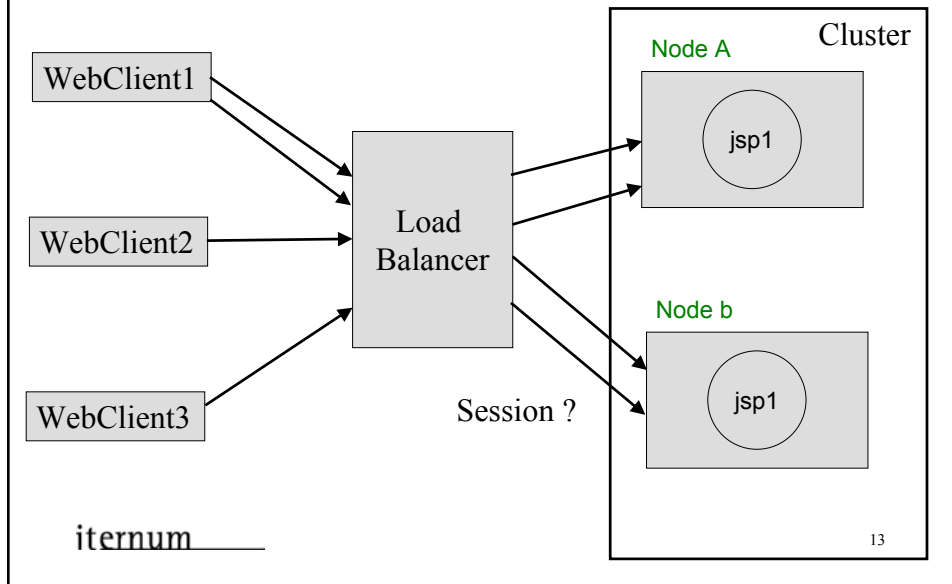 Cluster
Node A
WebClient1
jsp1
WebClient2
Load
Balancer
Node b
WebClient3
Session ?
jsp1
iternum
13